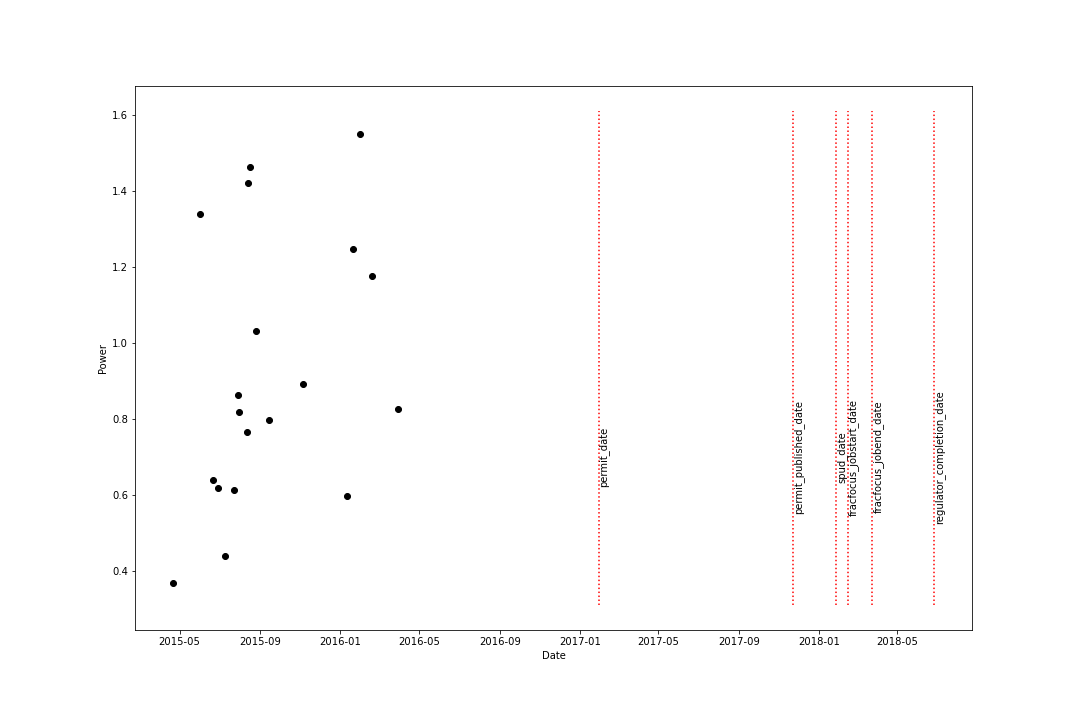 1.6
1.4
1.2
1.0
0.8
0.6
0.4
Power
permit_date
permit_published_date
spud_date
fracfocus_jobstart_date
fracfocus_jobend_date
regulator_completion_date
2015-05
2015-09
2016-01
2016-05
2016-09
2017-01
2017-05
2017-09
2018-01
2018-05
Date